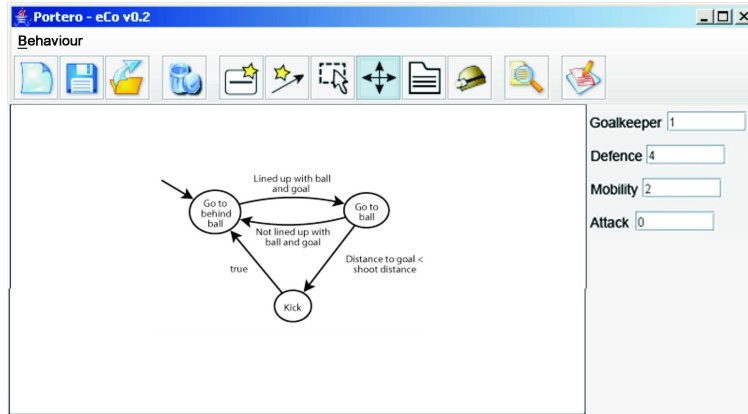 Portero - eCo v0.2
Behaviour
Goalkeeper 1
Defence 4
Mobility 2
Attack 0
Lined up with ball
and goal
Go to
behind
ball
Go to
ball
Not lined up with
ball and goal
Distance to goal <
shoot distance
true
Kick